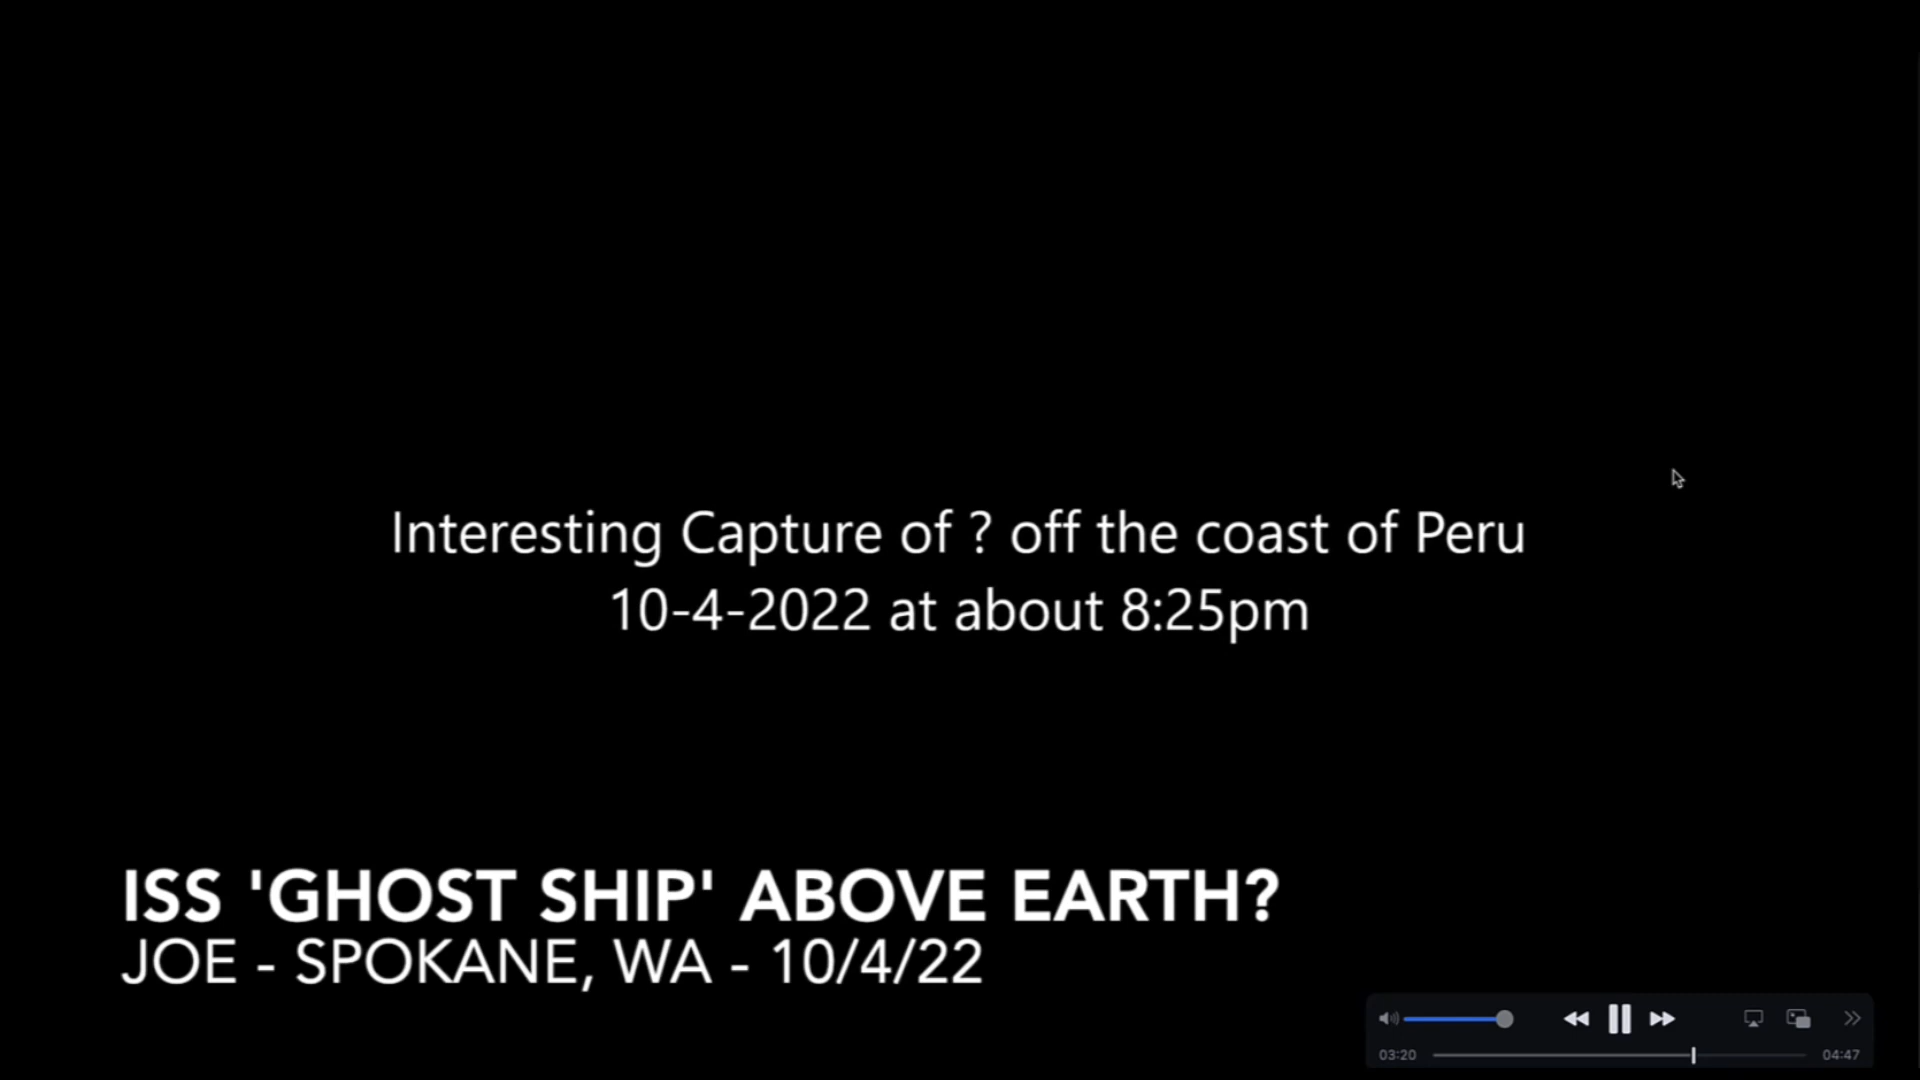 Interesting Capture of ? off the coast of Peru
10-4-2022 at about 8:25pm
ISS 'GHOST SHIP' ABOVE EARTH?
JOE - SPOKANE, WA - 10/4/22
03:20
04:47